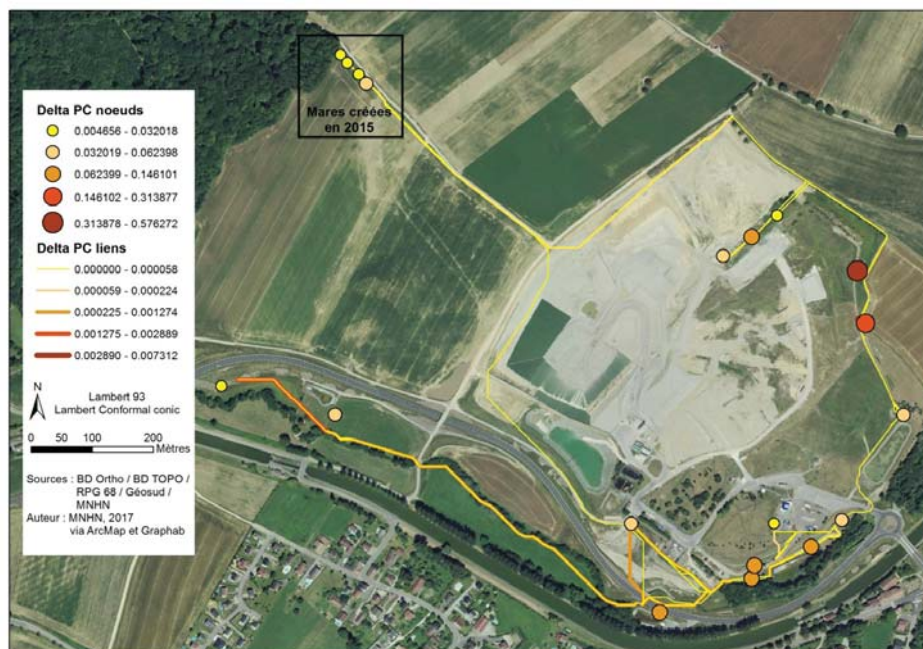 Mares créées
en 2015
Delta PC noeuds
0.004656 - 0.032018
0.032019 - 0.062398
0.062399 - 0.146101
0.146102 - 0.313877
0.313878 - 0.576272
Delta PC liens
0.000000 - 0.000058
0.000059 - 0.000224
0.000225 - 0.001274
0.001275 - 0.002889
0.002890 - 0.007312
N
Lambert 93
Lambert Conformal conic
0 50 100 200
Mètres
Sources : BD Ortho / BD TOPO /
RPG 68 / Géosud /
MNHN
Auteur : MNHN, 2017
via ArcMap et Graphab